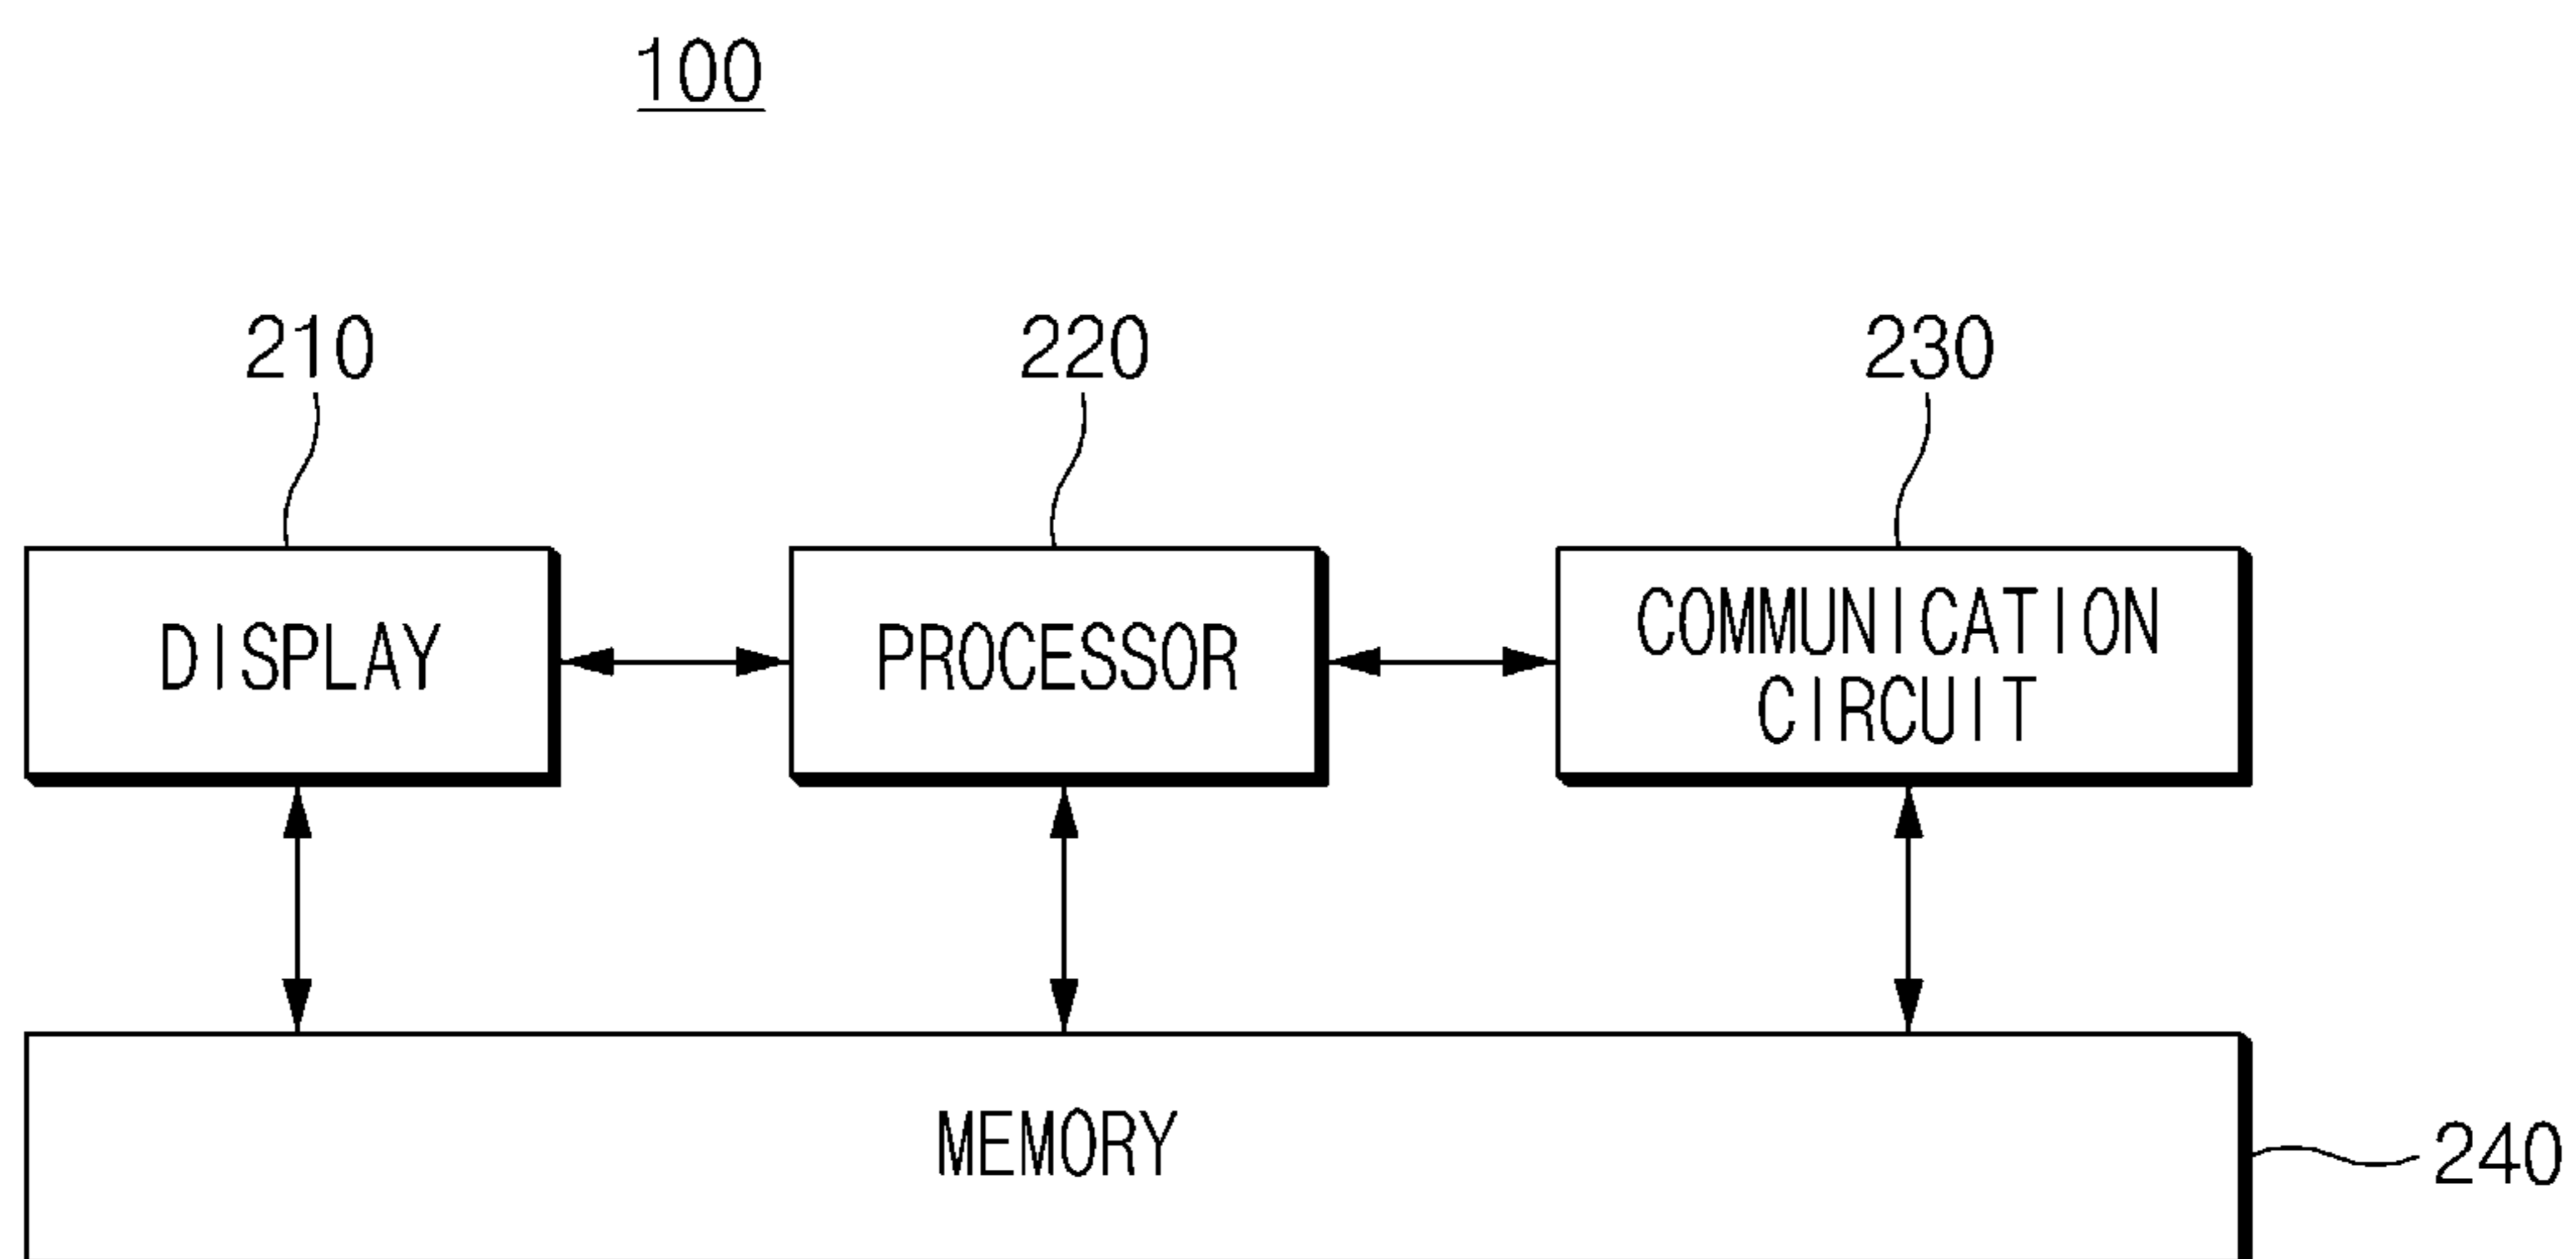 100
210
220
230
DISPLAY
PROCESSOR
COMMUNICATION
CIRCUIT
MEMORY
240